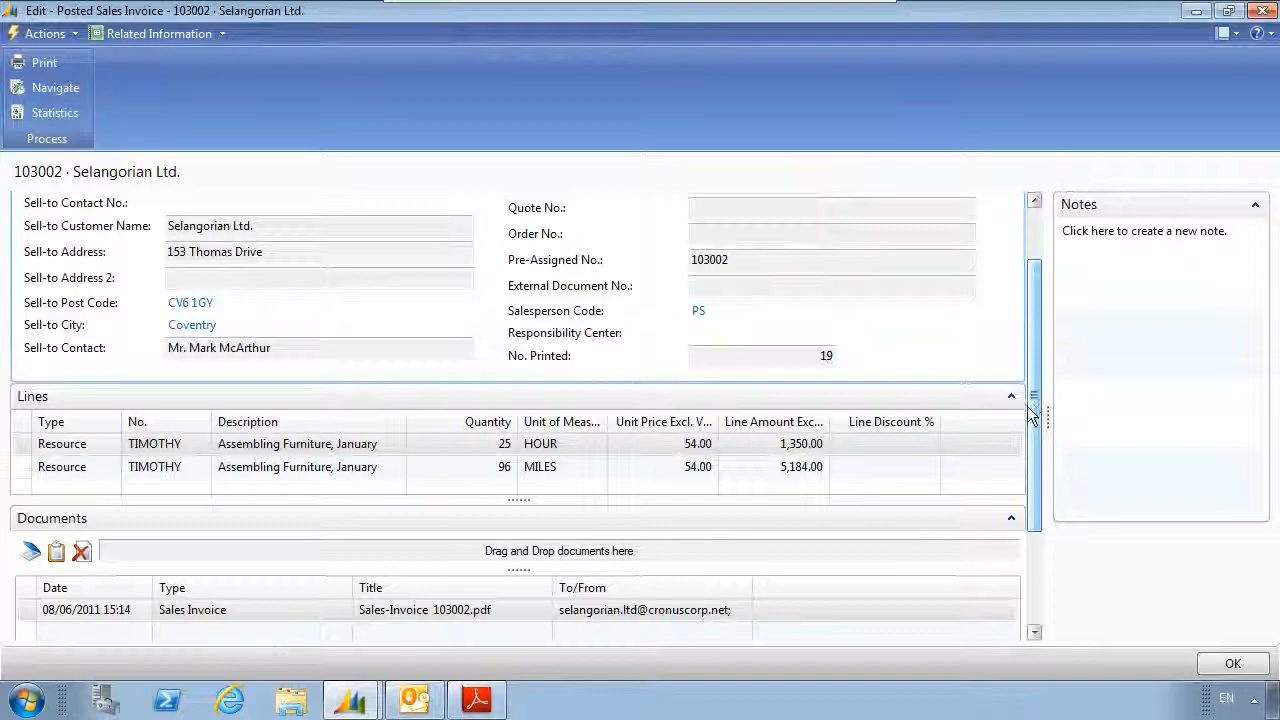 Edit - Posted Sales Invoice - 103002 · Selangorian Ltd.
Actions
Related Information
Print
Navigate
Statistics
Process
103002 · Selangorian Ltd.
Sell-to Contact No.:
Sell-to Customer Name: Selangorian Ltd.
Sell-to Address: 153 Thomas Drive
Sell-to Address 2:
Sell-to Post Code: CV6 1GY
Sell-to City: Coventry
Sell-to Contact: Mr. Mark McArthur
Quote No.:
Order No.:
Pre-Assigned No.: 103002
External Document No.:
Salesperson Code: PS
Responsibility Center:
No. Printed: 19
Notes
Click here to create a new note.
Lines
Type No. Description Quantity Unit of Meas... Unit Price Excl. V... Line Amount Exc... Line Discount %
Resource TIMOTHY Assembling Furniture, January 25 HOUR 54.00 1,350.00
Resource TIMOTHY Assembling Furniture, January 96 MILES 54.00 5,184.00
Documents
Drag and Drop documents here
Date Type Title To/From
08/06/2011 15:14 Sales Invoice Sales-Invoice 103002.pdf selangorian.ltd@cronuscorp.net;
OK
EN